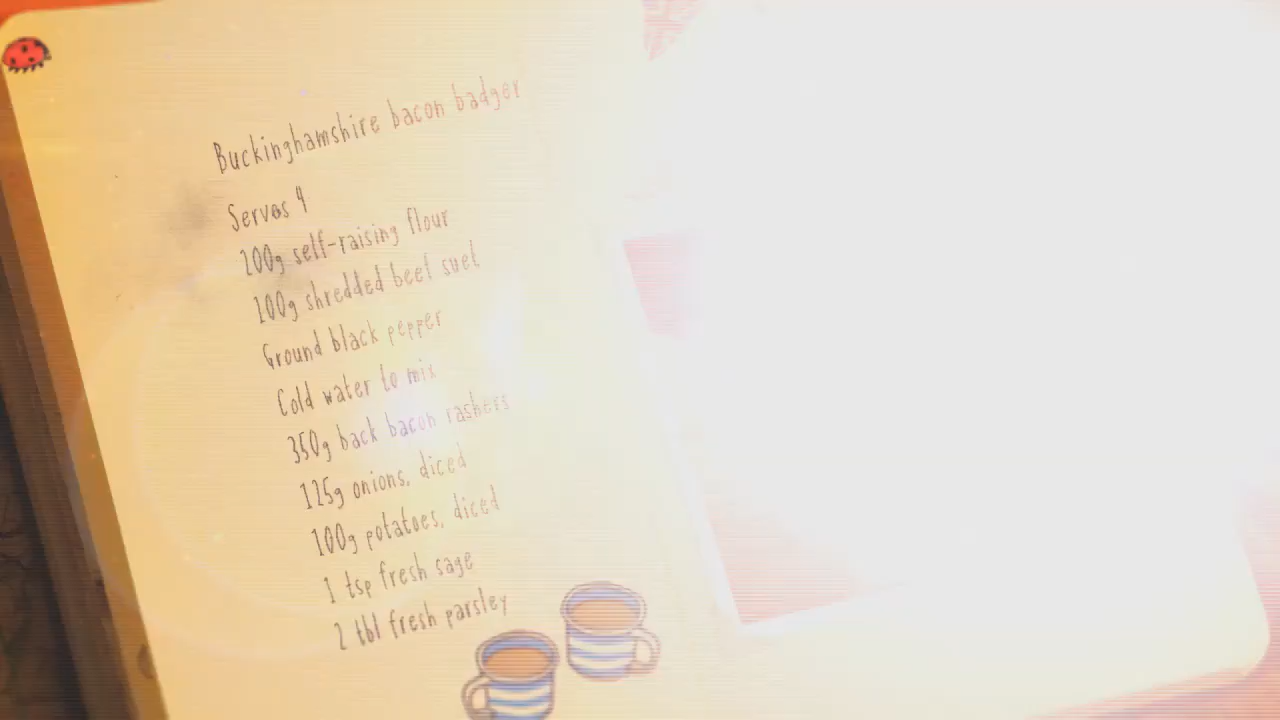 Buckinghamshire bacon badger
Serves 4
200g self-raising flour
100g shredded beef suet
Ground black pepper
Cold water to mix
350g back bacon rashers
125g onions, diced
100g potatoes, diced
1 tsp fresh sage
2 tbl fresh parsley